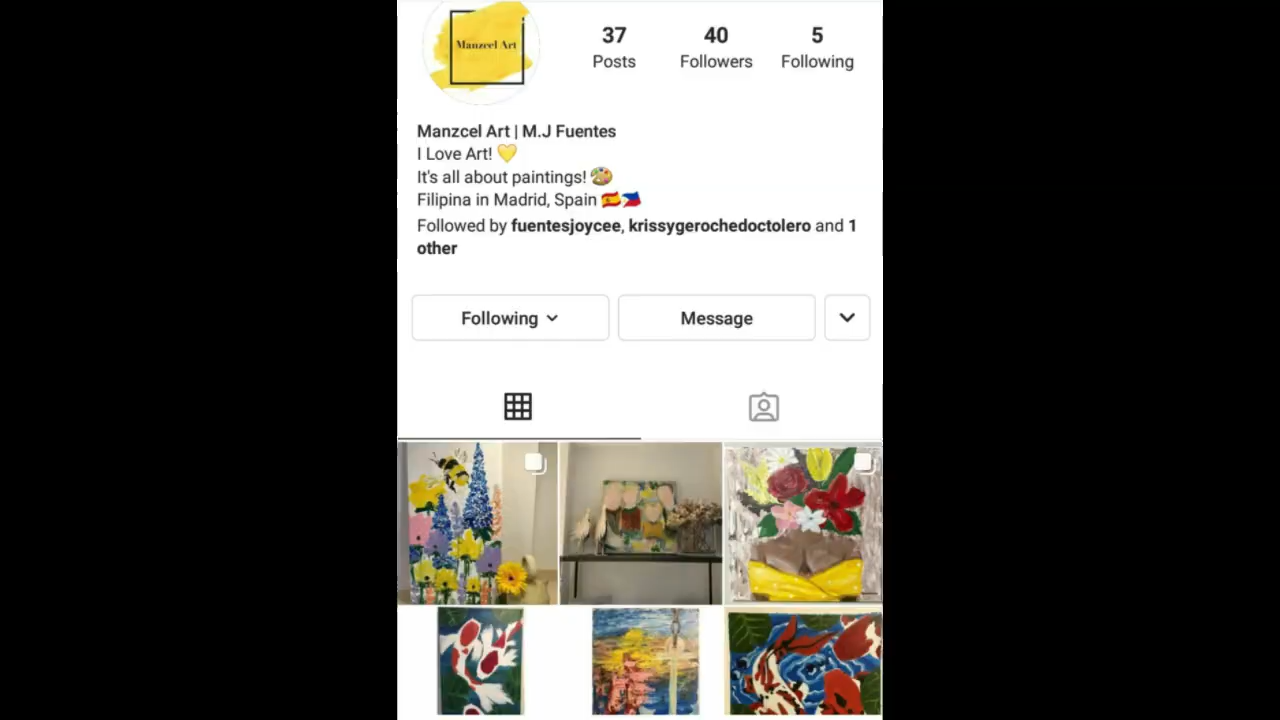 Manzcel Art
37
Posts
40
Followers
5
Following
Manzcel Art | M.J Fuentes
I Love Art! 💛
It's all about paintings! 🎨
Filipina in Madrid, Spain 🇪🇸🇵🇭
Followed by fuentesjoycee, krissygerochedoctolero and 1
other
Following
Message